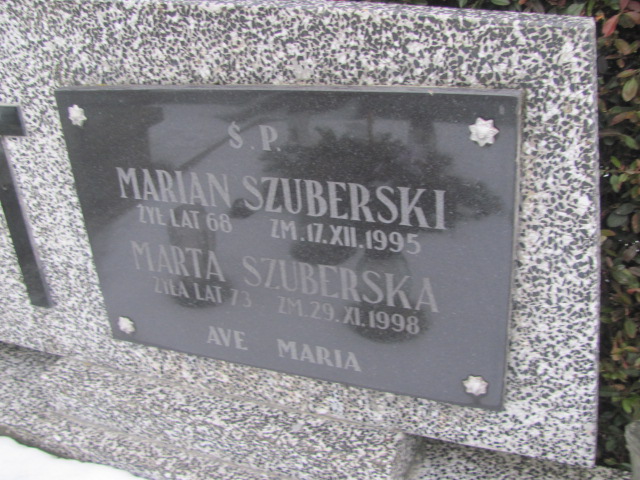 Ś. P.
MARIAN SZUBERSKI
ŻYŁ LAT 68 ZM. 17. XII. 1995
MARTA SZUBERSKA
ŻYŁA LAT 73 ZM. 29. XI. 1998
AVE MARIA